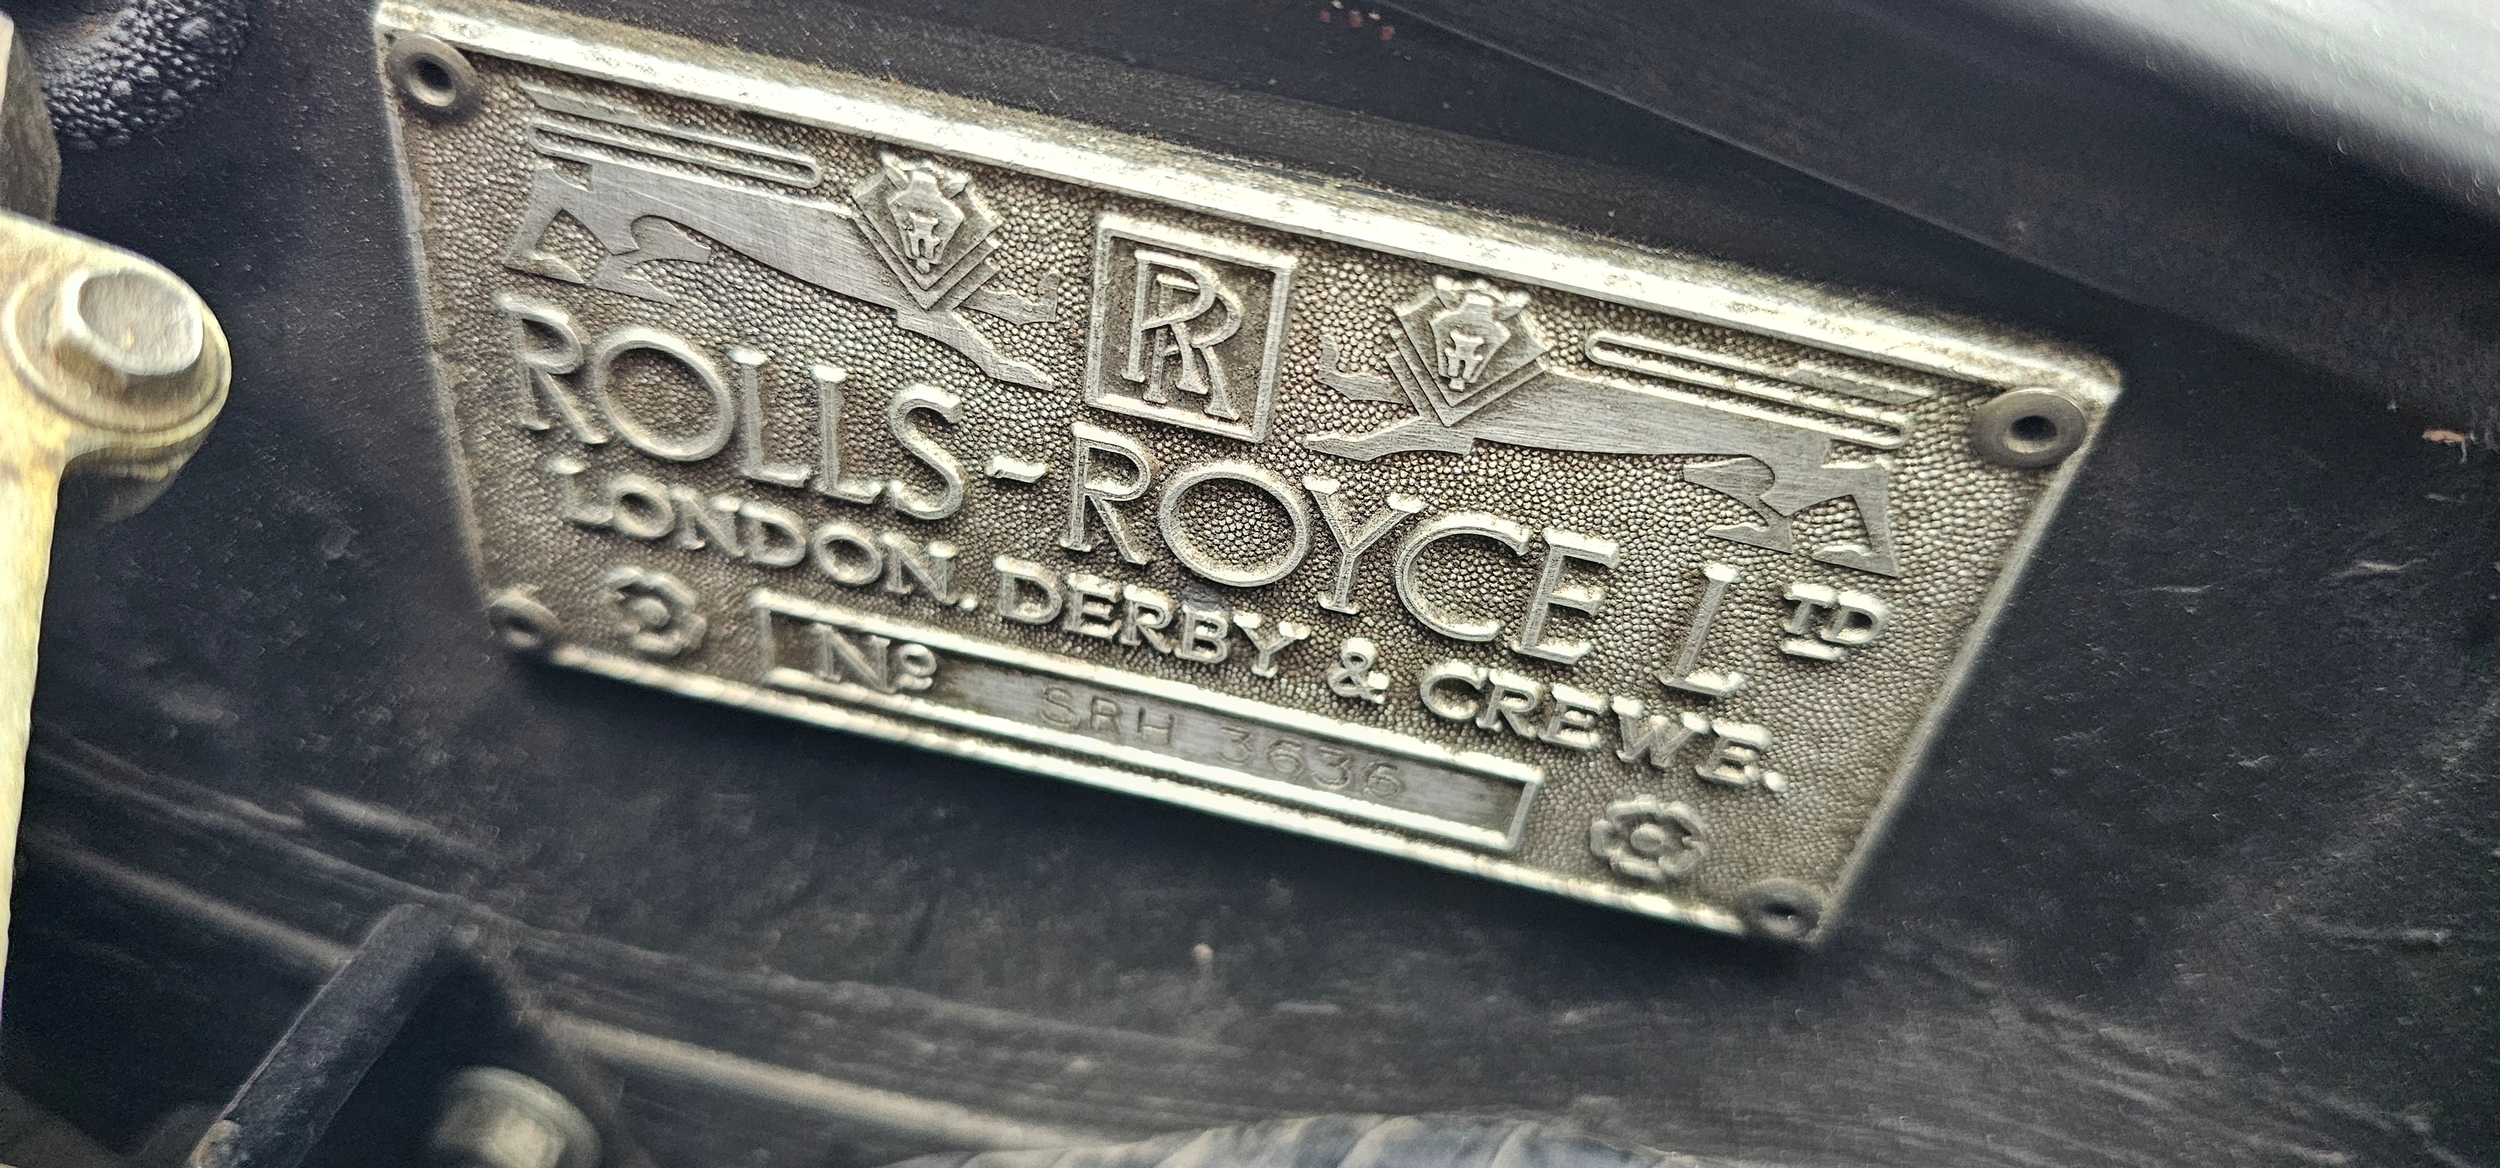 RR
ROLLS-ROYCE LTD
LONDON. DERBY & CREWE.
Nº SRH 3636